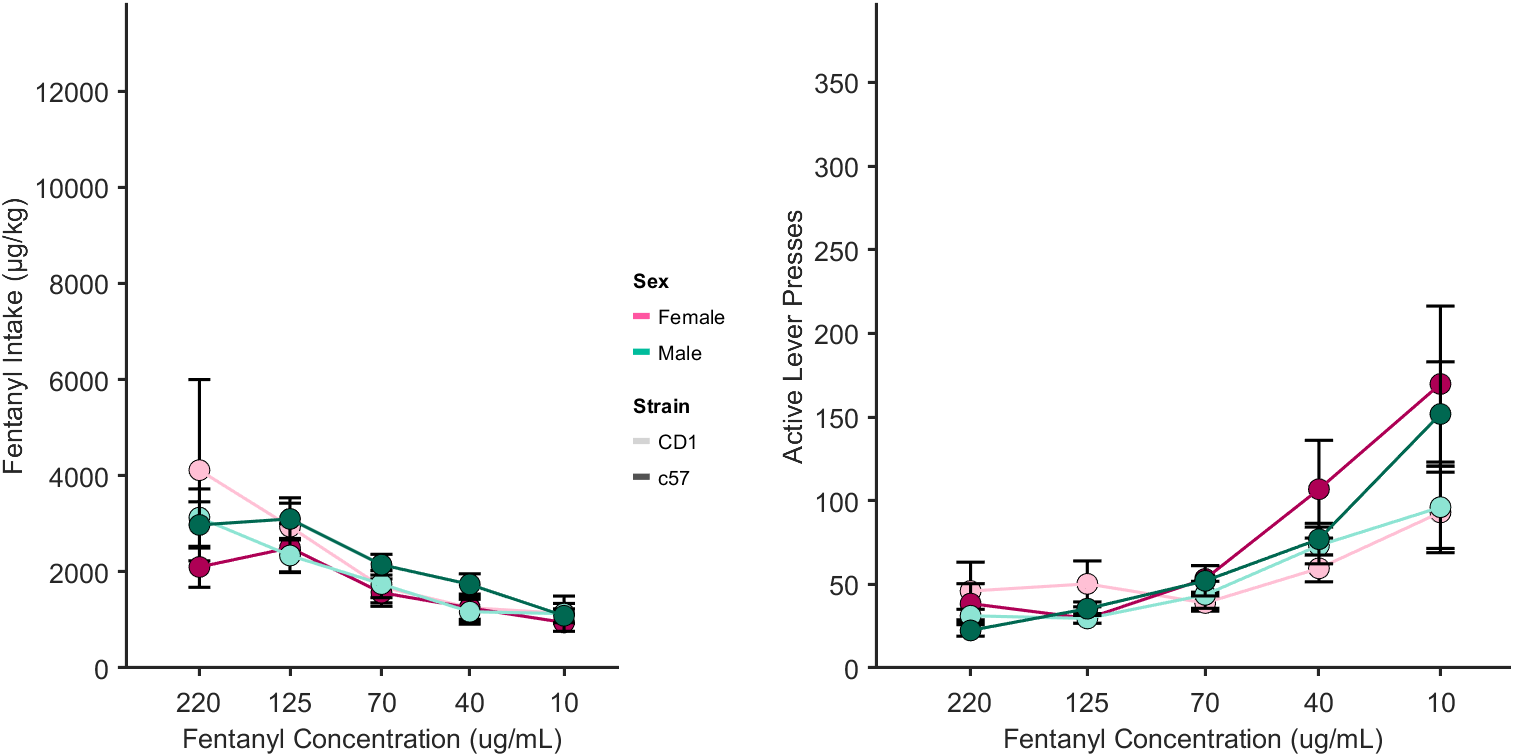 Fentanyl Intake (μg/kg)
12000
10000
8000
6000
4000
2000
0
220 125 70 40 10
Fentanyl Concentration (ug/mL)
Sex
Female
Male
Strain
CD1
c57
Active Lever Presses
350
300
250
200
150
100
50
0
220 125 70 40 10
Fentanyl Concentration (ug/mL)